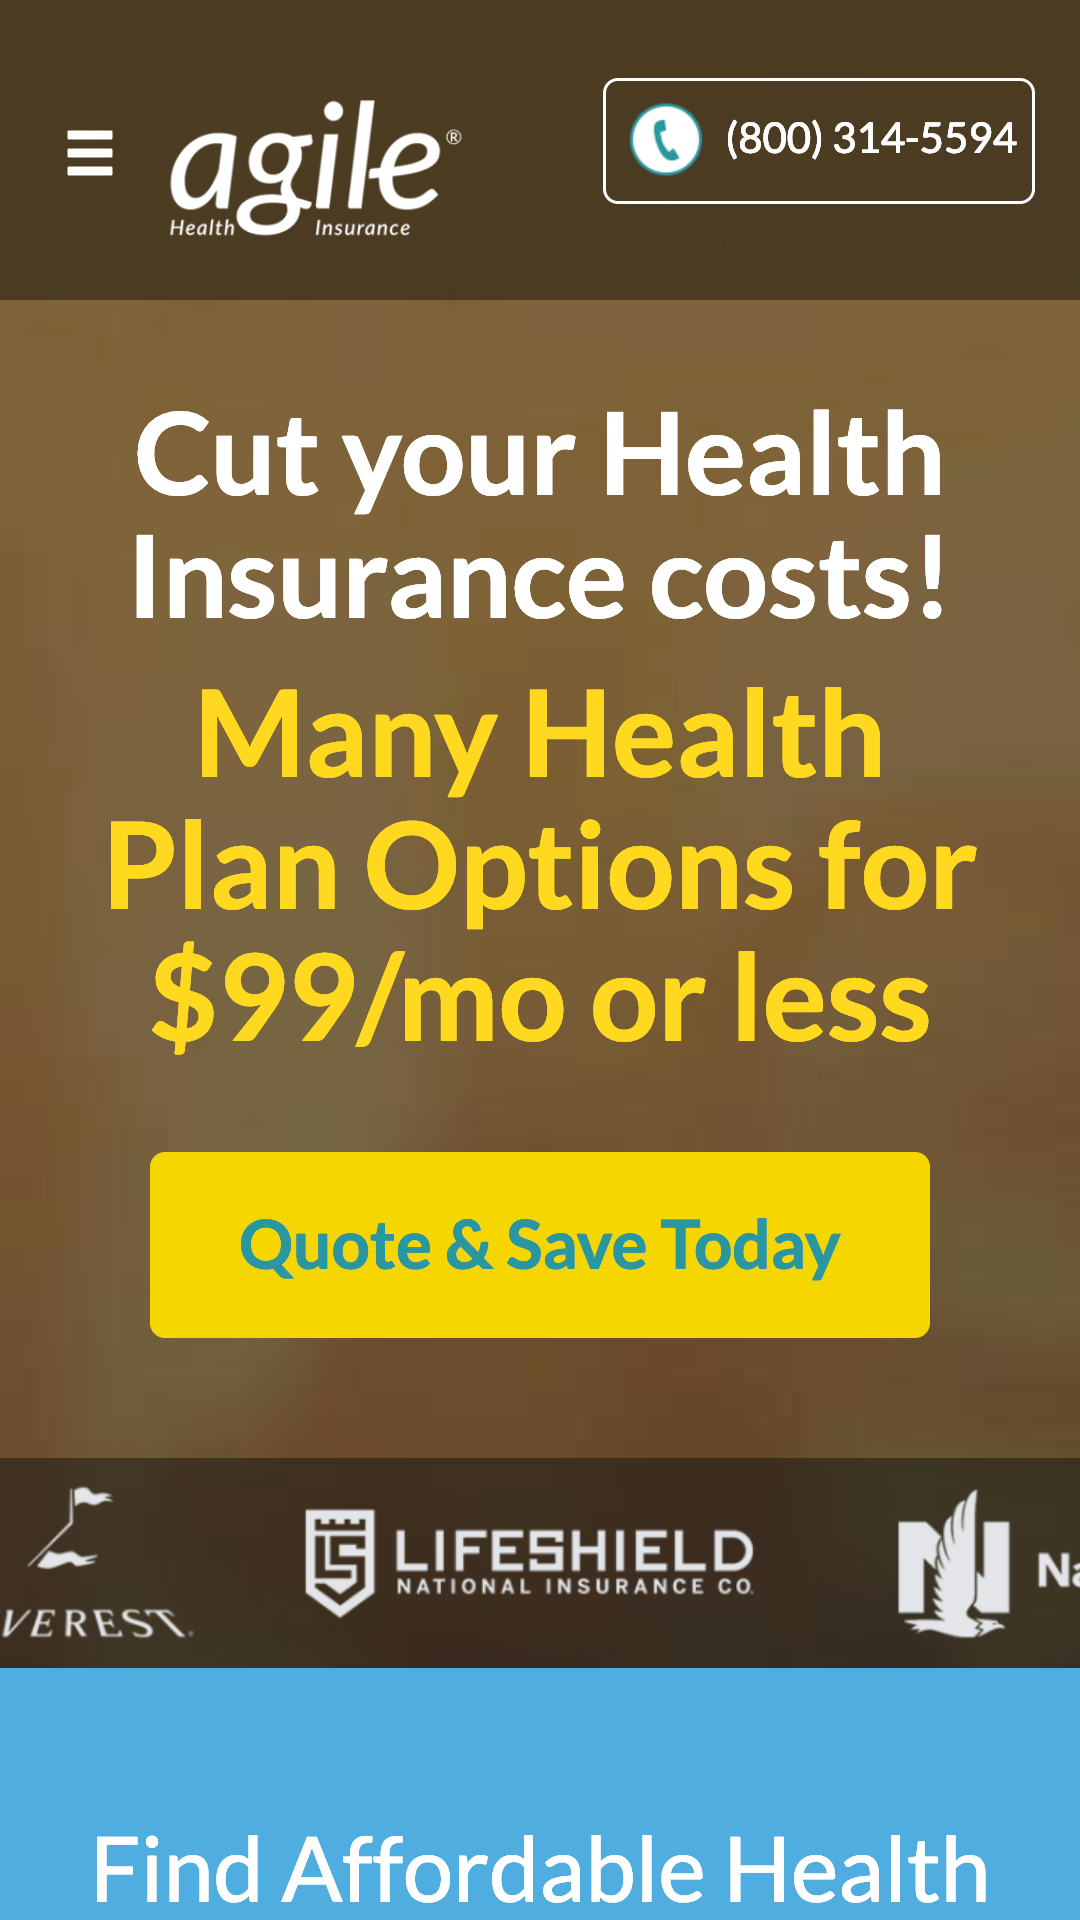 agile®
Health Insurance
(800) 314-5594
Cut your Health
Insurance costs!
Many Health
Plan Options for
$99/mo or less
Quote & Save Today
VEREST.
LIFESHIELD
NATIONAL INSURANCE CO.
N
Na
Find Affordable Health